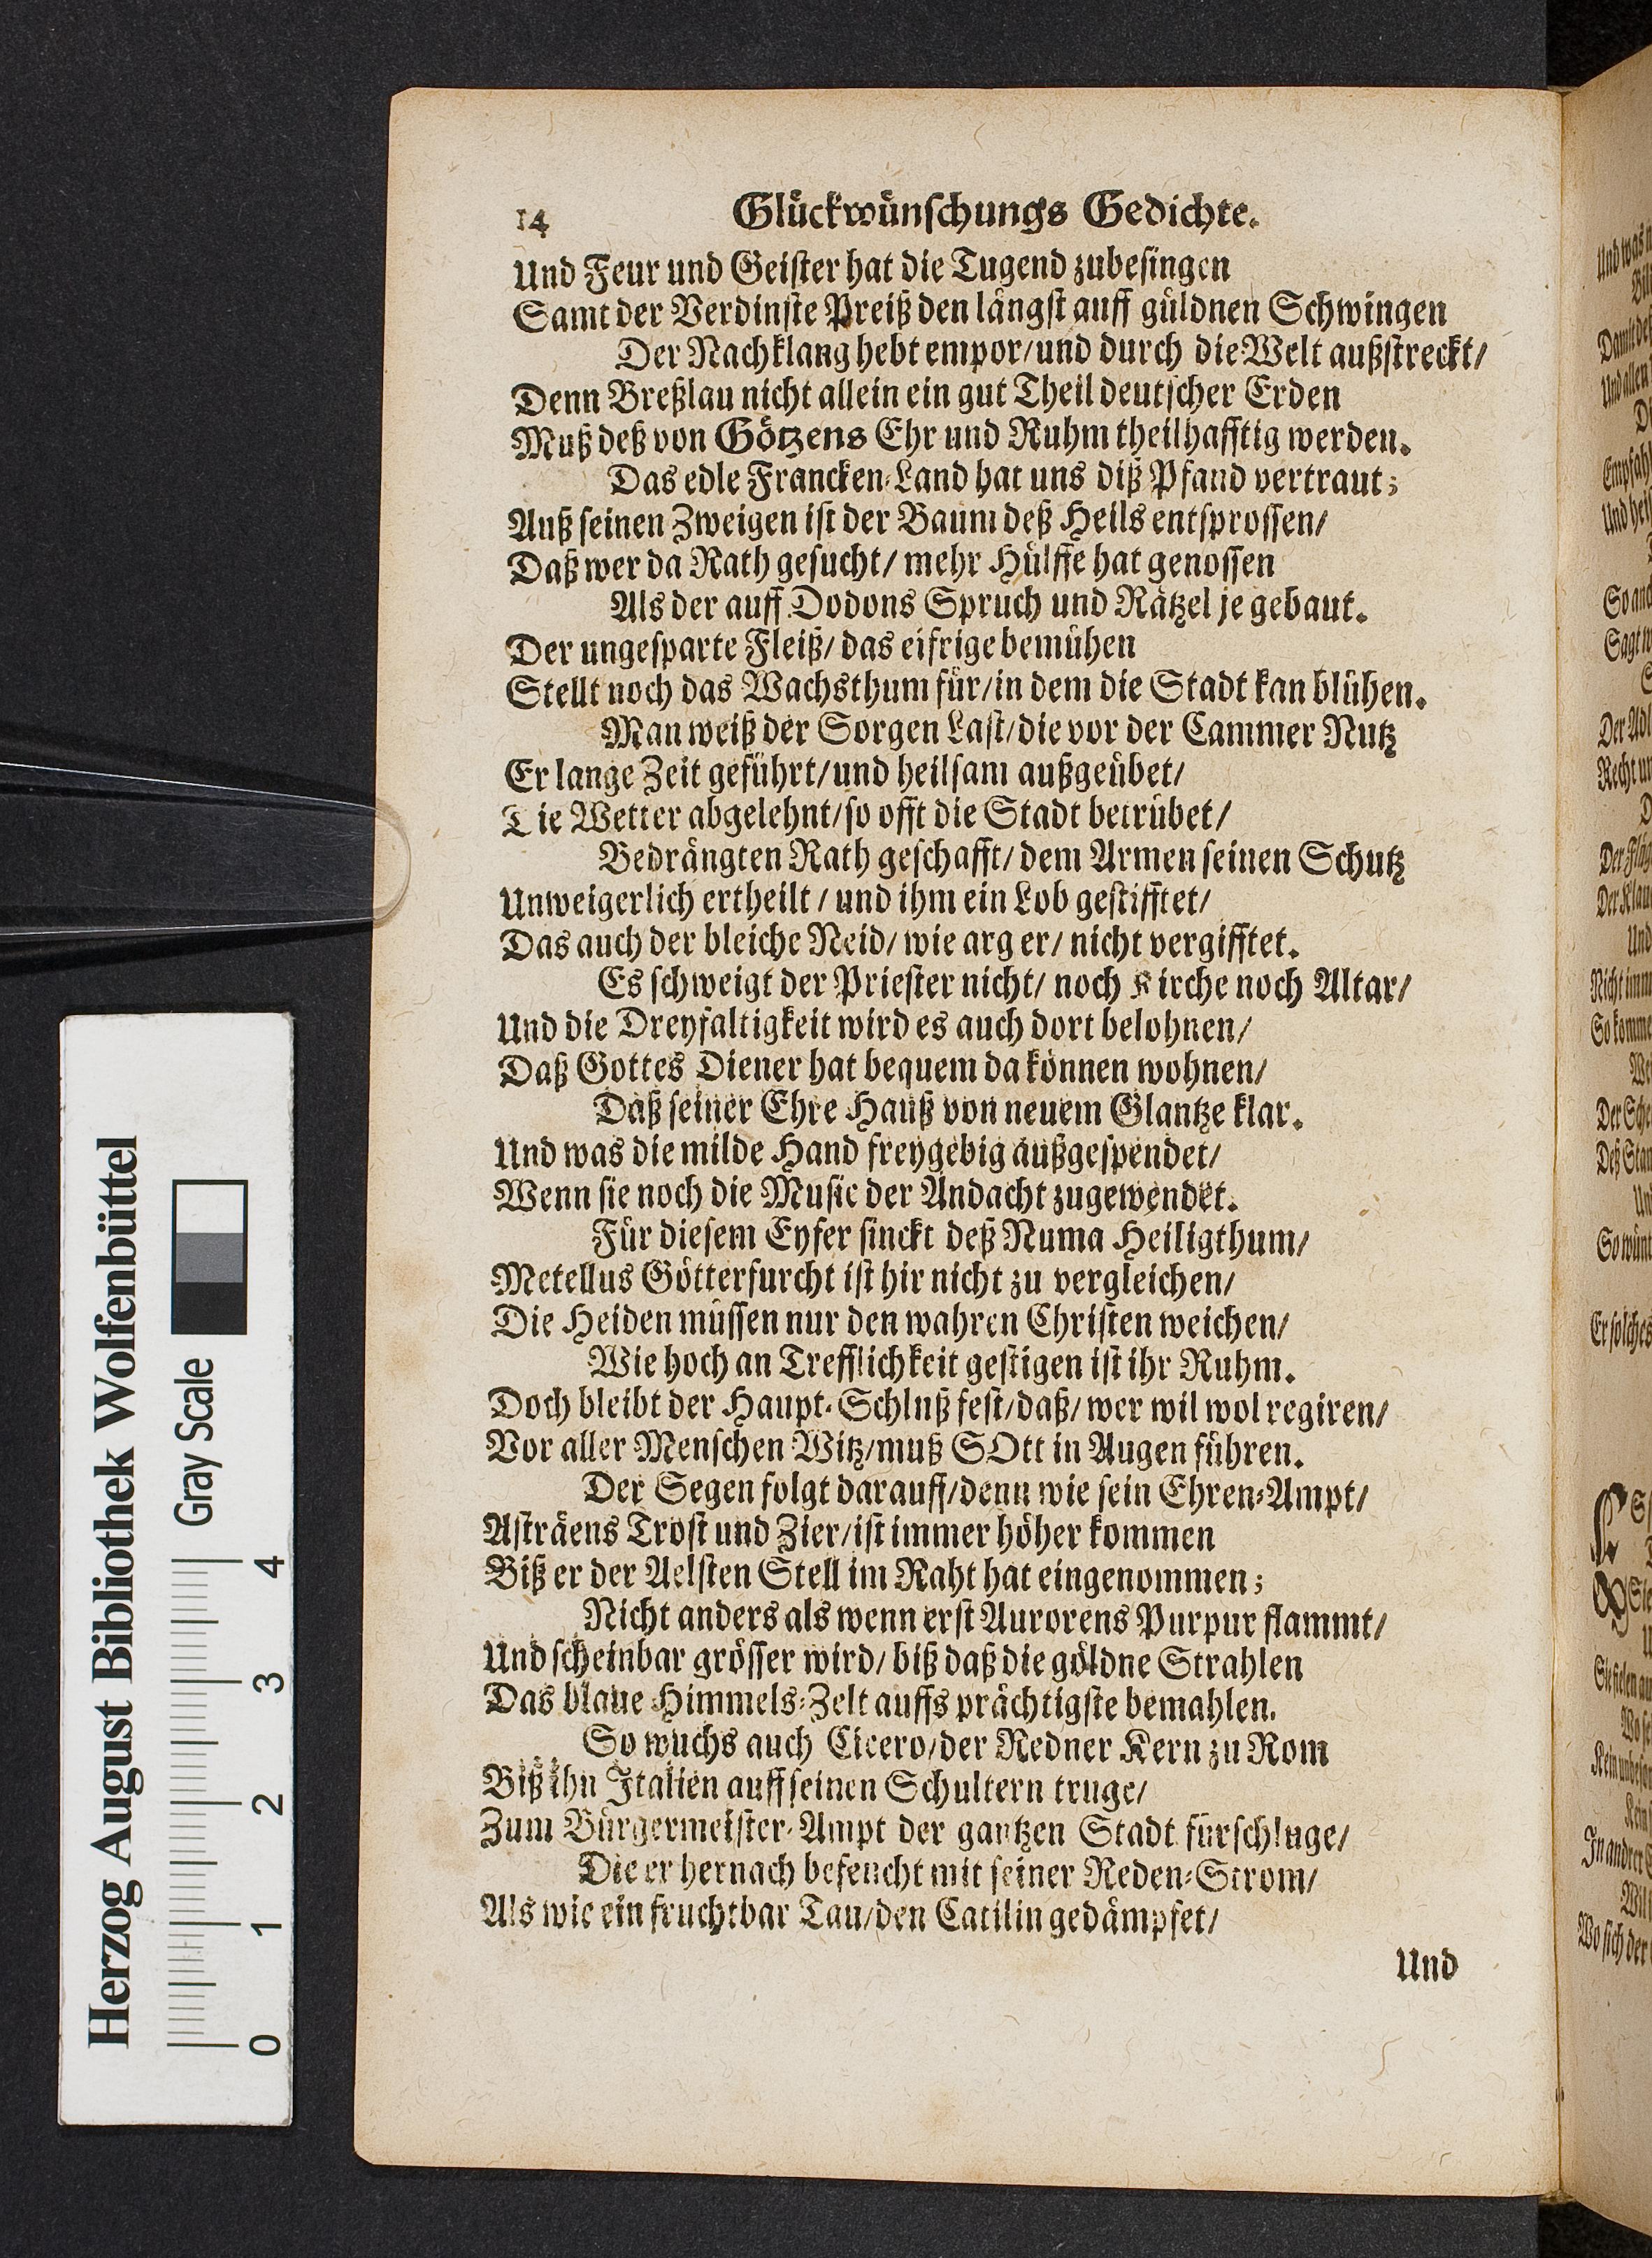 14 Glückwünschungs Gedichte.
Und Feur und Geister hat die Tugend zubesingen
Samt der Verdinste Preiß den längst auff güldnen Schwingen
Der Nachklang hebt empor/und durch die Welt außstreckt/
Denn Breßlau nicht allein ein gut Theil deutscher Erden
Muß deß von Götzens Ehr und Ruhm theilhafftig werden.
Das edle Francken-Land hat uns diß Pfand vertraut;
Auß seinen Zweigen ist der Baum deß Heils entsprossen/
Daß wer da Rath gesucht/ mehr Hülffe hat genossen
Als der auff Dodons Spruch und Rätzel je gebaut.
Der ungesparte Fleiß/ das eifrige bemühen
Stellt noch das Wachsthum für/in dem die Stadt kan blühen.
Man weiß der Sorgen Last/die vor der Cammer Nutz
Er lange Zeit geführt/und heilsam außgeübet/
Die Wetter abgelehnt/so offt die Stadt betrübet/
Bedrängten Rath geschafft/ dem Armen seinen Schutz
Unweigerlich ertheilt / und ihm ein Lob gestifftet/
Das auch der bleiche Neid/ wie arg er/ nicht vergifftet.
Es schweigt der Priester nicht/ noch Kirche noch Altar/
Und die Dreyfaltigkeit wird es auch dort belohnen/
Daß Gottes Diener hat bequem da können wohnen/
Daß seiner Ehre Hauß von neuem Glantze klar.
Und was die milde Hand freygebig außgespendet/
Wenn sie noch die Music der Andacht zugewendet.
Für diesem Eyfer sinckt deß Numa Heiligthum/
Metellus Götterfurcht ist hir nicht zu vergleichen/
Die Heiden müssen nur den wahren Christen weichen/
Wie hoch an Trefflichkeit gestigen ist ihr Ruhm.
Doch bleibt der Haupt-Schluß fest/daß/ wer wil wol regiren/
Vor aller Menschen Witz/muß GOtt in Augen führen.
Der Segen folgt darauff/denn wie sein Ehren-Ampt/
Asträens Trost und Zier/ist immer höher kommen
Biß er der Aelsten Stell im Raht hat eingenommen;
Nicht anders als wenn erst Aurorens Purpur flammt/
Und scheinbar grösser wird/ biß daß die göldne Strahlen
Das blaue Himmels-Zelt auffs prächtigste bemahlen.
So wuchs auch Cicero/der Redner Kern zu Rom
Biß ihn Italien auff seinen Schultern truge/
Zum Bürgermeister-Ampt der gantzen Stadt fürschluge/
Die er hernach befeucht mit seiner Reden-Strom/
Als wie ein fruchtbar Tau/den Catilin gedämpfet/
Und
Herzog August Bibliothek Wolfenbüttel
Gray Scale
0 1 2 3 4